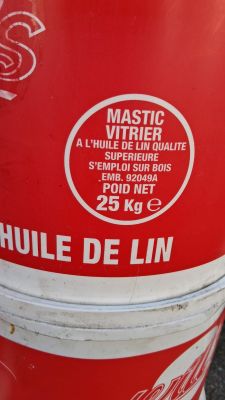 MASTIC
VITRIER
A L'HUILE DE LIN QUALITE
SUPERIEURE
S'EMPLOI SUR BOIS
EMB. 92049A
POID NET
25 Kg ℮
HUILE DE LIN